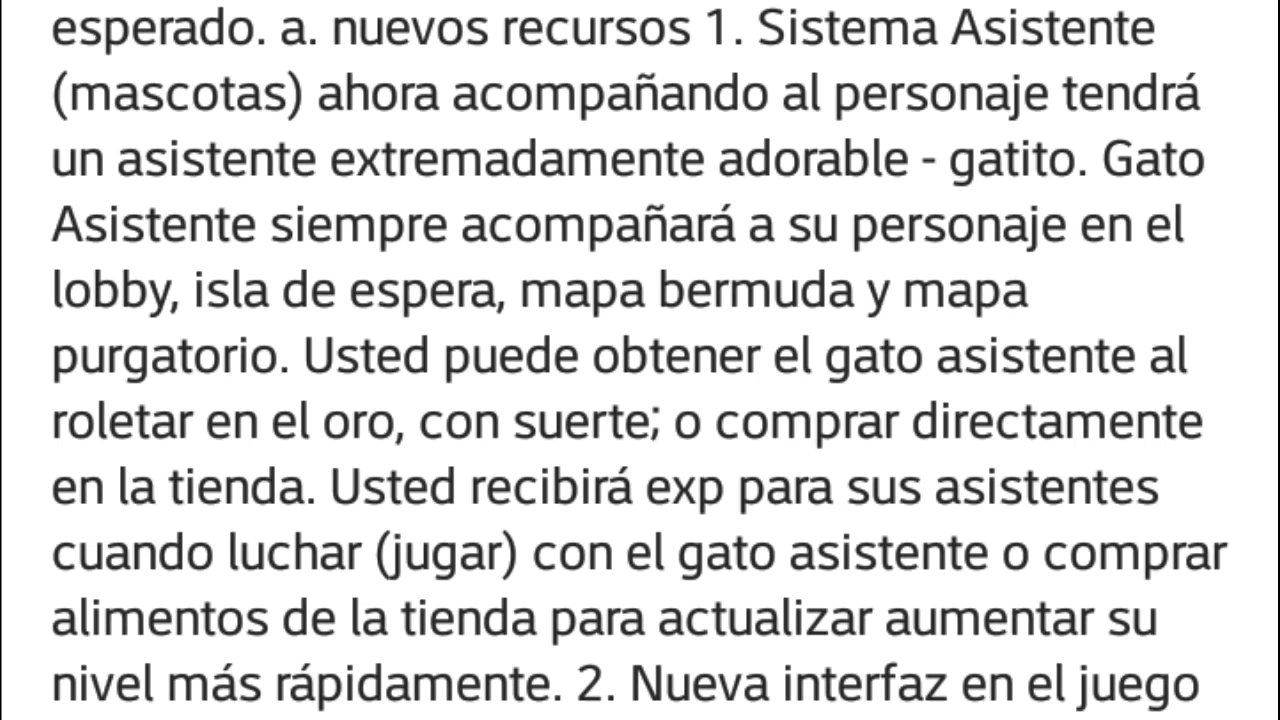 esperado. a. nuevos recursos 1. Sistema Asistente
(mascotas) ahora acompañando al personaje tendrá
un asistente extremadamente adorable - gatito. Gato
Asistente siempre acompañará a su personaje en el
lobby, isla de espera, mapa bermuda y mapa
purgatorio. Usted puede obtener el gato asistente al
roletar en el oro, con suerte; o comprar directamente
en la tienda. Usted recibirá exp para sus asistentes
cuando luchar (jugar) con el gato asistente o comprar
alimentos de la tienda para actualizar aumentar su
nivel más rápidamente. 2. Nueva interfaz en el juego